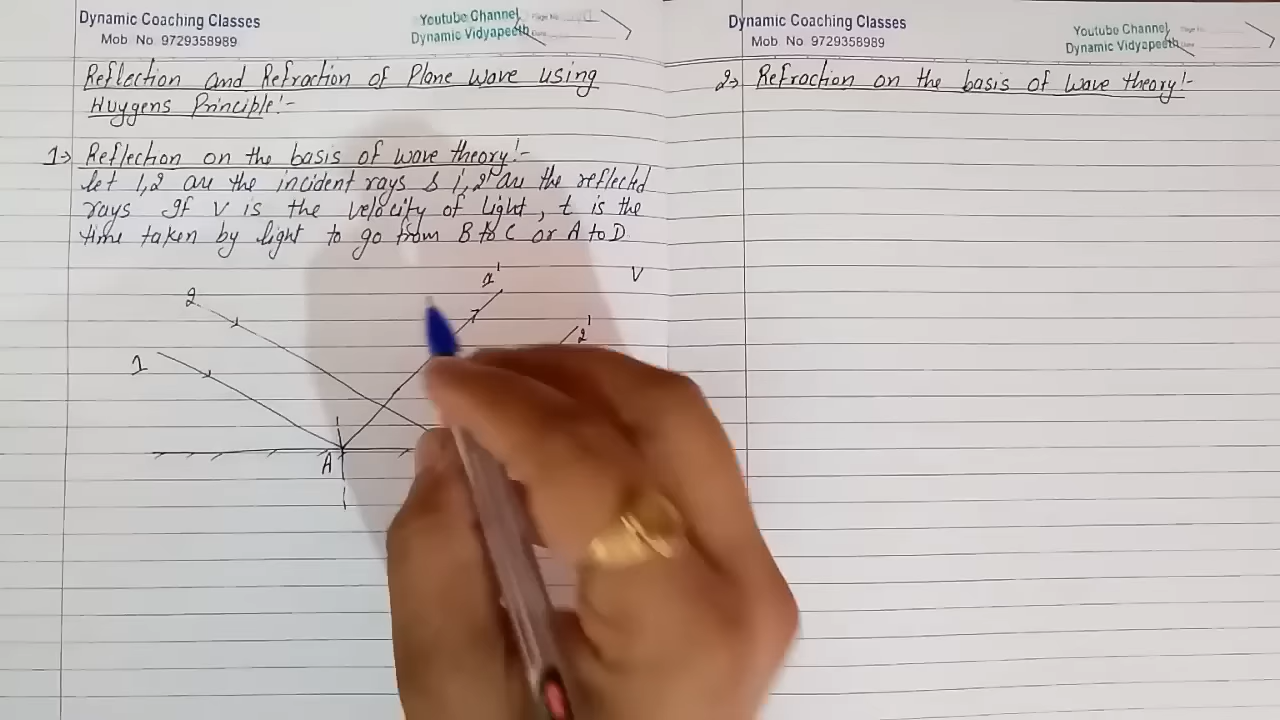 Dynamic Coaching Classes
Mob No 9729358989
Youtube Channel
Dynamic Vidyapeeth
Reflection and Refraction of Plane wave using
Huygens Principle:-
1⇒ Reflection on the basis of wave theory:-
let 1,2 are the incident rays & 1',2' are the reflected
rays If V is the velocity of light, t is the
time taken by light to go from B to C or A to D
2
1
1'
2'
V
A
Dynamic Coaching Classes
Mob No 9729358989
Youtube Channel
Dynamic Vidyapeeth
2⇒ Refraction on the basis of wave theory:-